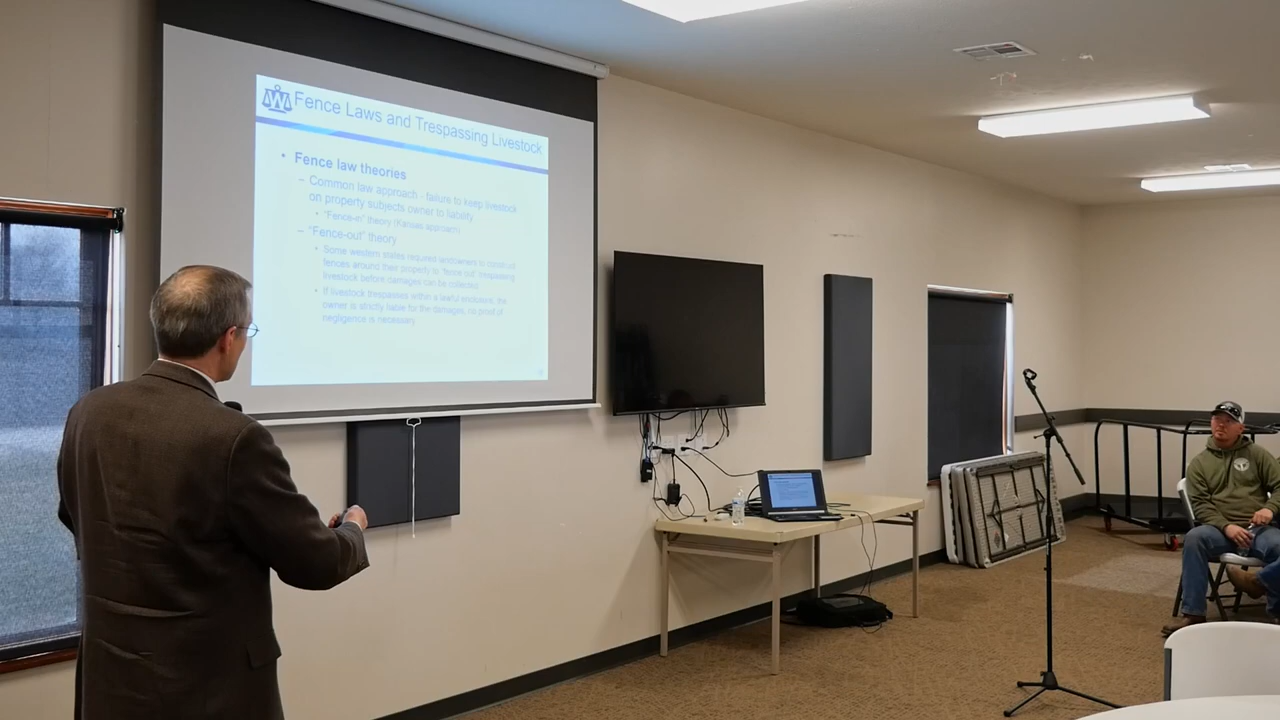 W
Fence Laws and Trespassing Livestock
• Fence law theories
– Common law approach - failure to keep livestock
on property subjects owner to liability
• "Fence-in" theory (Kansas approach)
– "Fence-out" theory
• Some western states requires landowners to construct
fences around their property to "fence out" trespassing
livestock before damages can be collected
• If livestock trespasses within a lawful enclosure, the
owner is strictly liable for the damages, no proof of
negligence is necessary